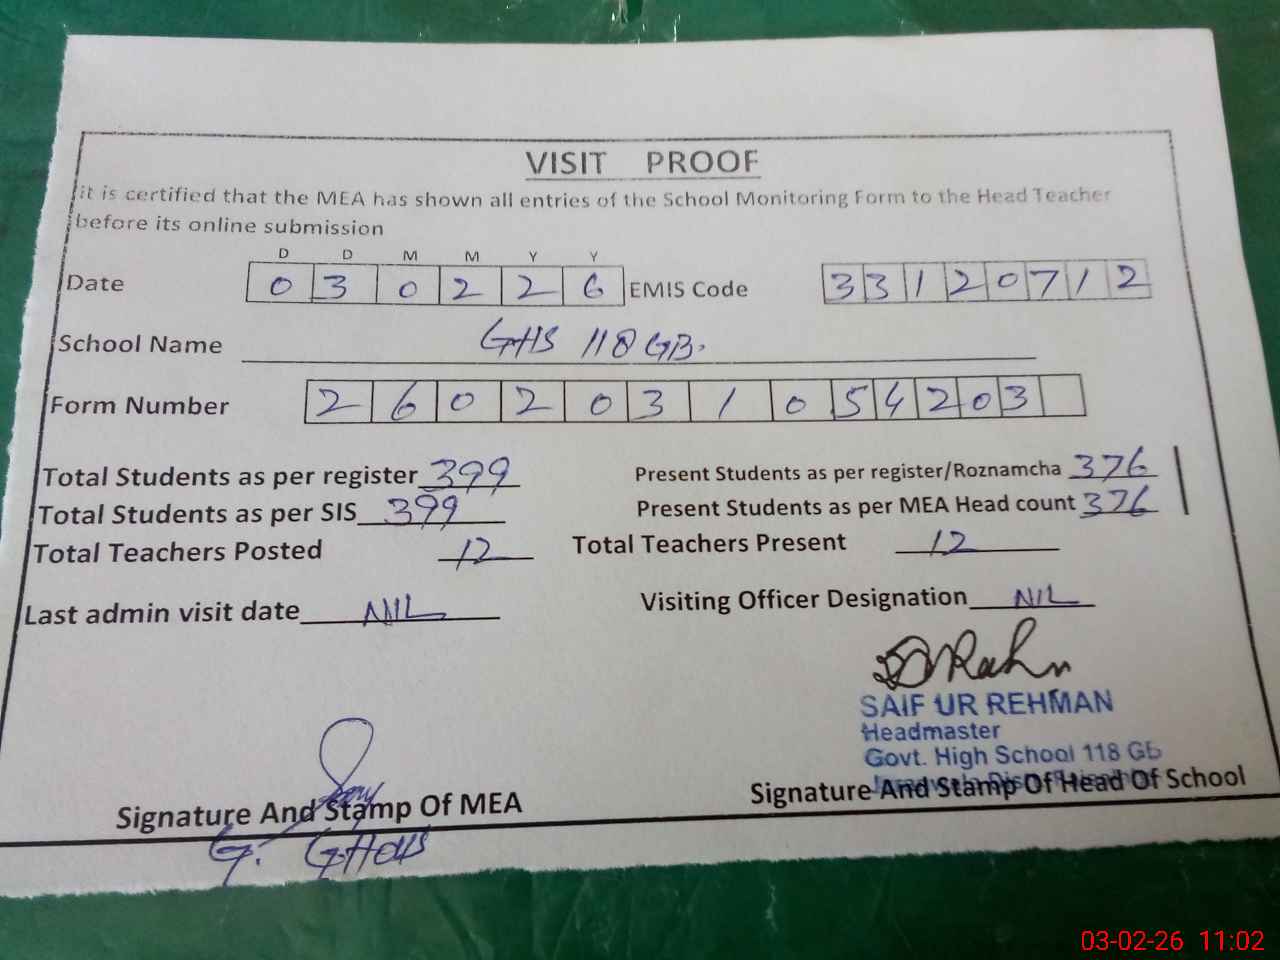 VISIT PROOF
it is certified that the MEA has shown all entries of the School Monitoring Form to the Head Teacher
before its online submission
D D M M Y Y
Date 0 3 0 2 2 6 EMIS Code 3 3 1 2 0 7 1 2
School Name GHS 118 GB.
Form Number 2 6 0 2 0 3 1 0 5 4 2 0 3
Total Students as per register 399 Present Students as per register/Roznamcha 376
Total Students as per SIS 399 Present Students as per MEA Head count 376
Total Teachers Posted 12 Total Teachers Present 12
Last admin visit date NIL Visiting Officer Designation NIL
SAIF UR REHMAN
Headmaster
Govt. High School 118 GB
Signature And Stamp Of MEA Signature And Stamp Of Head Of School
03-02-26 11:02